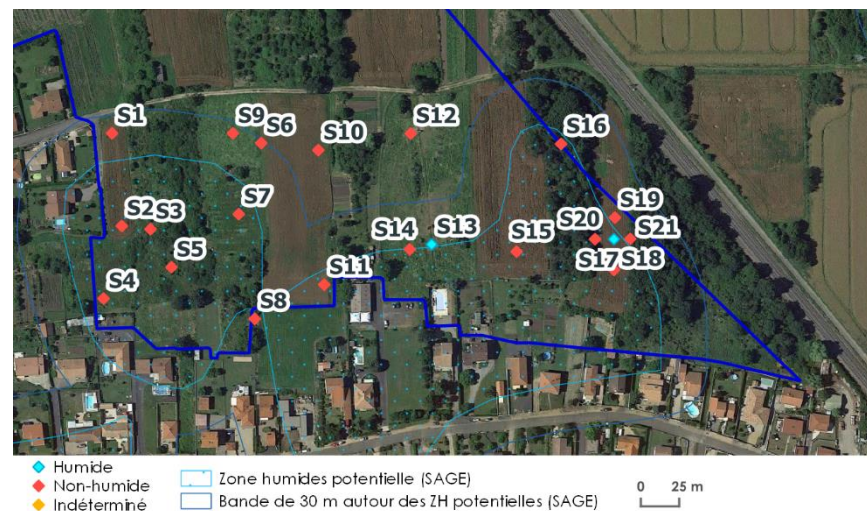 S1
S9
S6
S10
S12
S16
S2
S3
S7
S5
S4
S8
S11
S14
S13
S15
S20
S19
S21
S17
S18
Humide
Non-humide
Indéterminé
Zone humides potentielle (SAGE)
Bande de 30 m autour des ZH potentielles (SAGE)
0 25 m